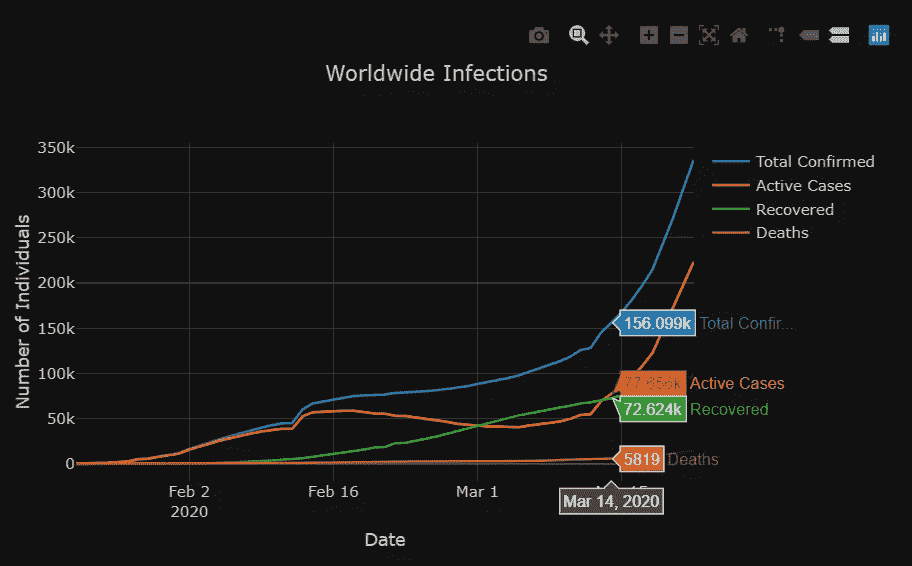 Worldwide Infections
350k
300k
250k
200k
150k
100k
50k
0
Number of Individuals
Total Confirmed
Active Cases
Recovered
Deaths
156.099k Total Confir...
Active Cases
72.624k Recovered
5819 Deaths
Feb 2
2020
Feb 16
Mar 1
Mar 14, 2020
Date